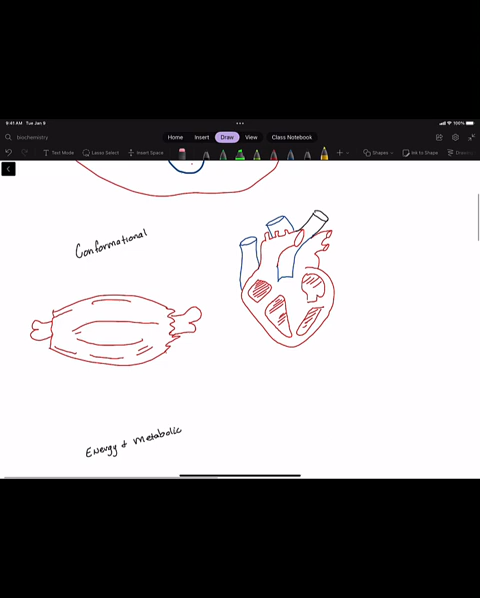 9:41 AM Tue Jan 9
100%
biochemistry
Home Insert Draw View Class Notebook
Text Mode Lasso Select Insert Space Shapes Ink to Shape
Conformational
Energy & Metabolic